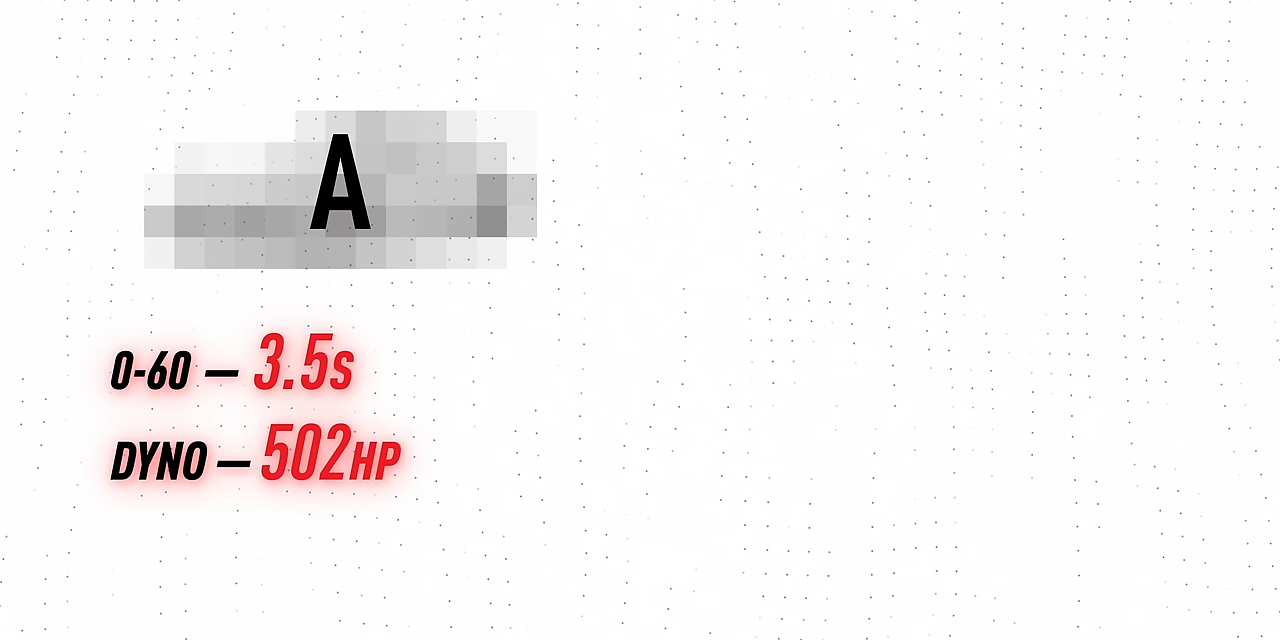 A
0-60 — 3.5s
DYNO — 502HP